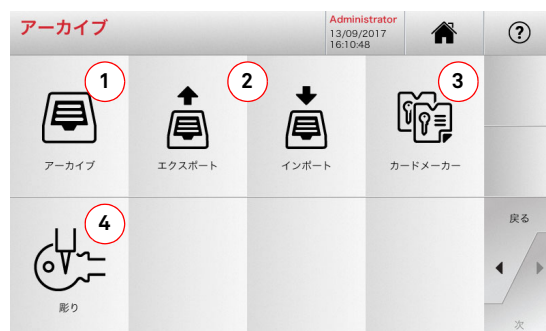 アーカイブ
Administrator
13/09/2017
16:10:48
?
1
2
3
アーカイブ
エクスポート
インポート
カードメーカー
4
彫り
戻る
次